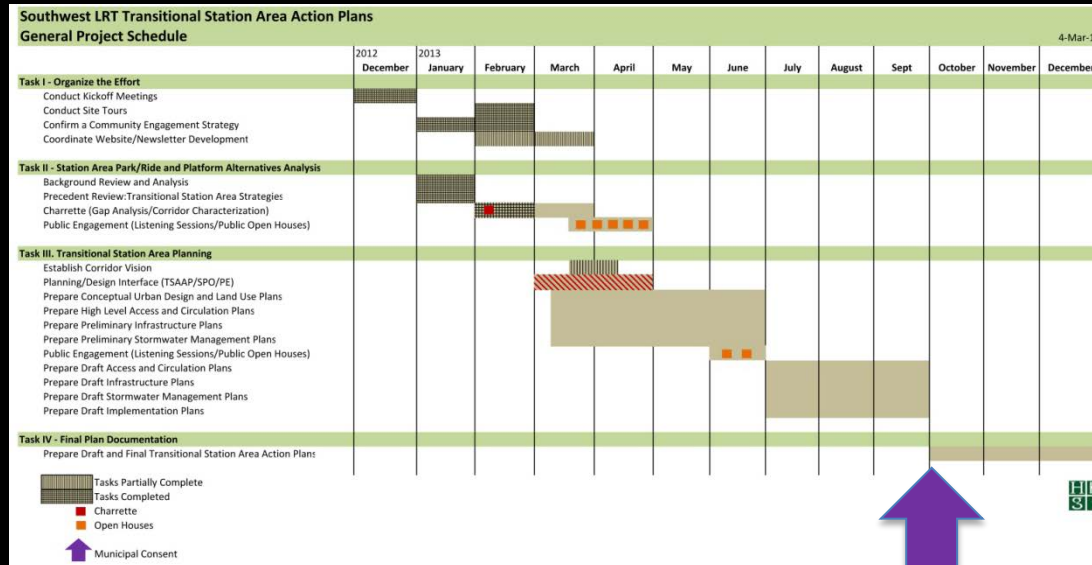 Southwest LRT Transitional Station Area Action Plans
General Project Schedule
4-Mar-1
2012 2013
December January February March April May June July August Sept October November December
Task I - Organize the Effort
Conduct Kickoff Meetings
Conduct Site Tours
Confirm a Community Engagement Strategy
Coordinate Website/Newsletter Development
Task II - Station Area Park/Ride and Platform Alternatives Analysis
Background Review and Analysis
Precedent Review:Transitional Station Area Strategies
Charrette (Gap Analysis/Corridor Characterization)
Public Engagement (Listening Sessions/Public Open Houses)
Task III. Transitional Station Area Planning
Establish Corridor Vision
Planning/Design Interface (TSAAP/SPO/PE)
Prepare Conceptual Urban Design and Land Use Plans
Prepare High Level Access and Circulation Plans
Prepare Preliminary Infrastructure Plans
Prepare Preliminary Stormwater Management Plans
Public Engagement (Listening Sessions/Public Open Houses)
Prepare Draft Access and Circulation Plans
Prepare Draft Infrastructure Plans
Prepare Draft Stormwater Management Plans
Prepare Draft Implementation Plans
Task IV - Final Plan Documentation
Prepare Draft and Final Transitional Station Area Action Plans
Tasks Partially Complete
Tasks Completed
Charrette
Open Houses
Municipal Consent